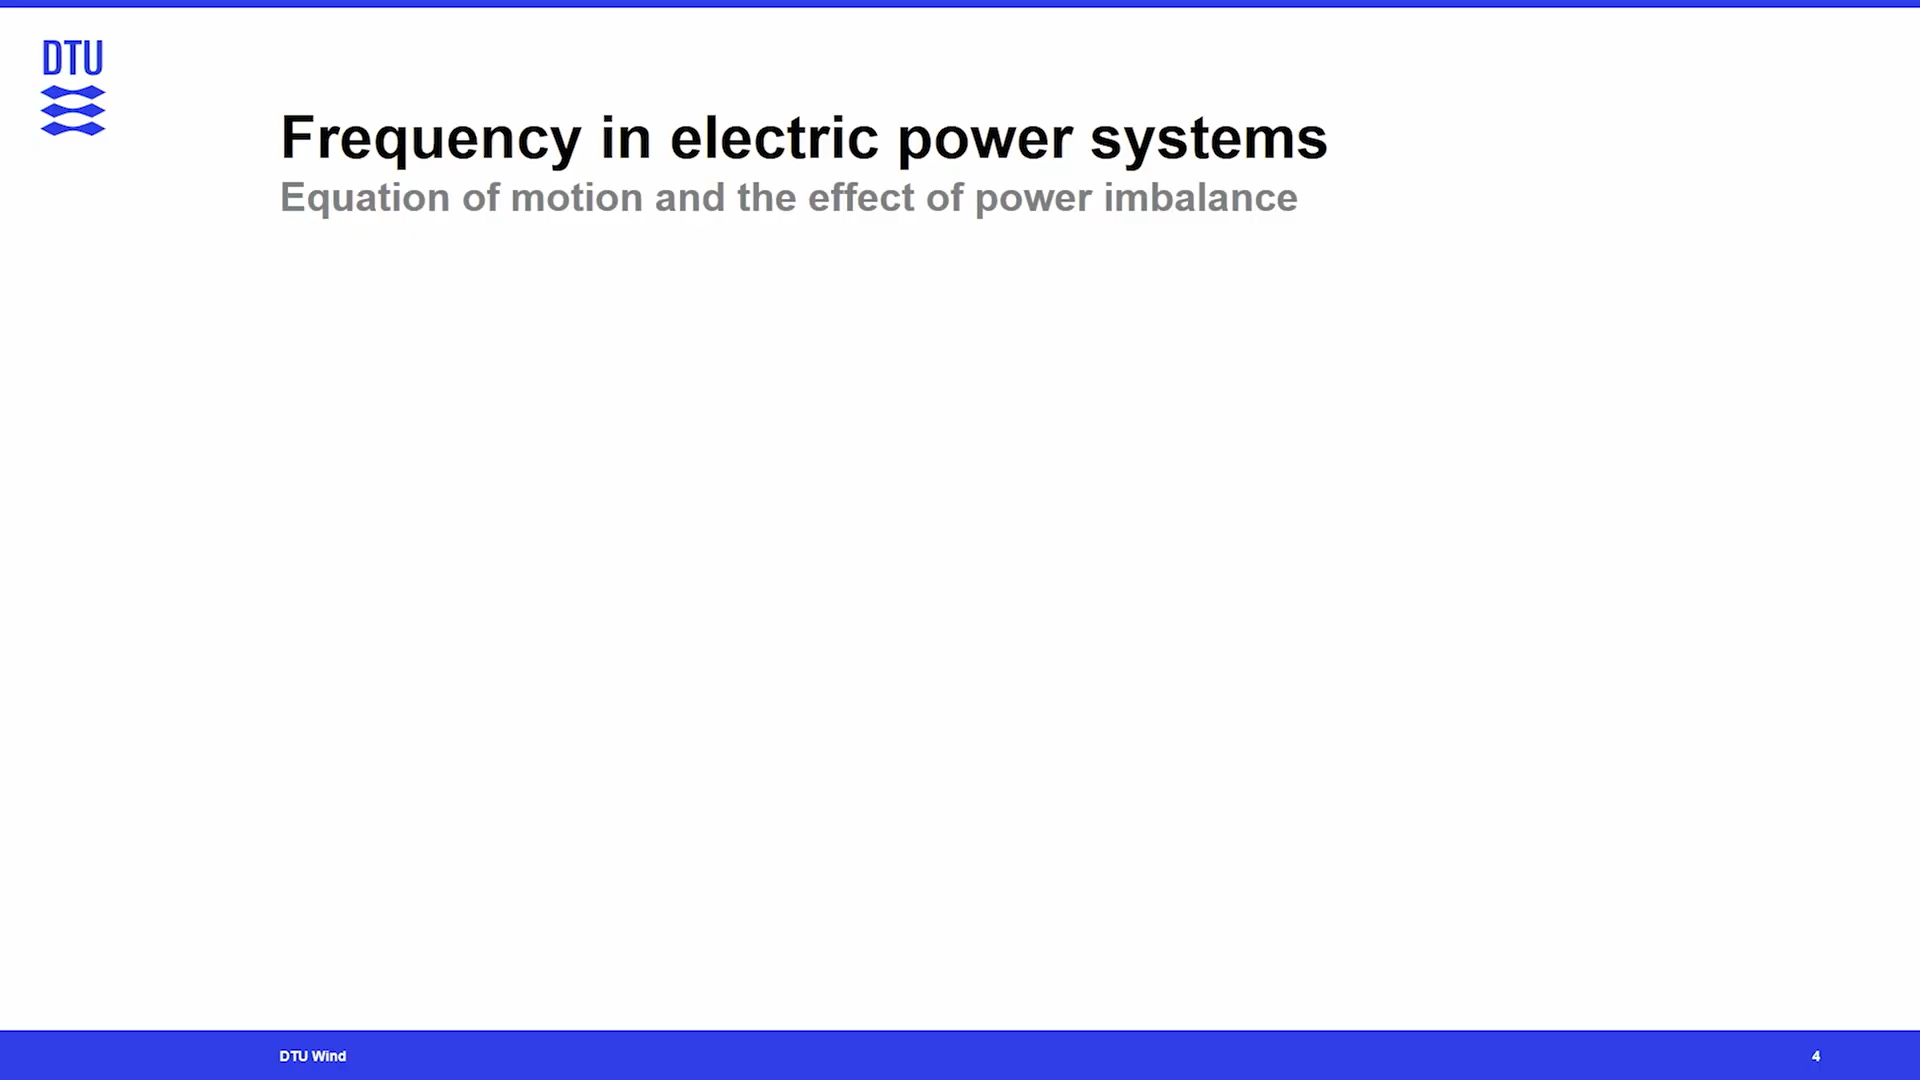 DTU
Frequency in electric power systems
Equation of motion and the effect of power imbalance
DTU Wind
4